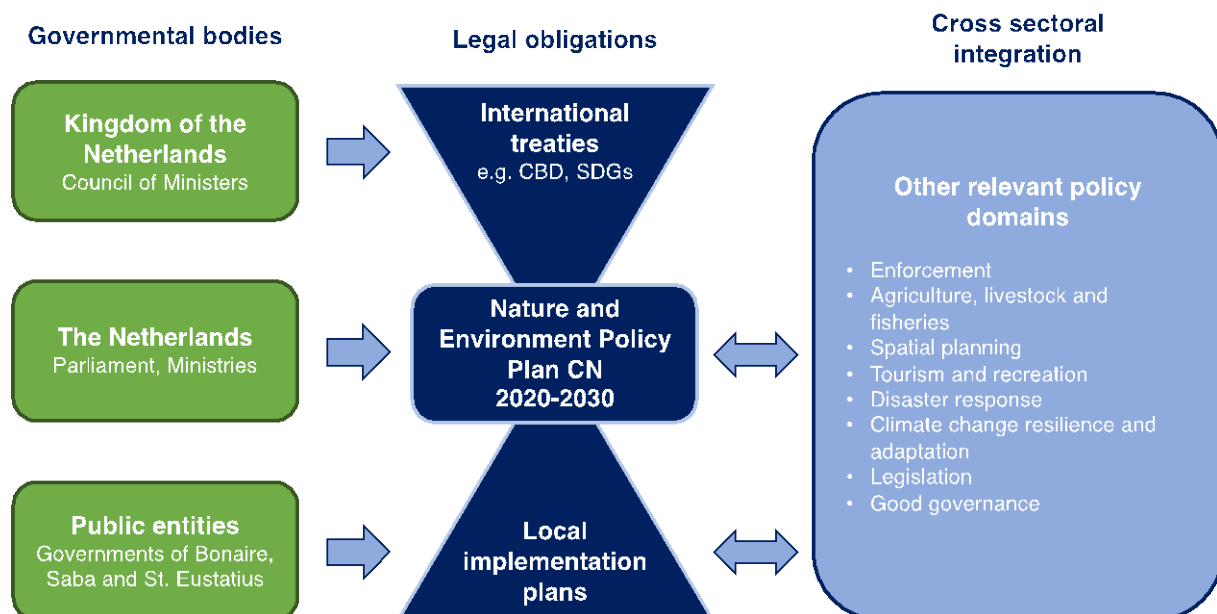 Governmental bodies
Legal obligations
Cross sectoral
integration
Kingdom of the
Netherlands
Council of Ministers
International
treaties
e.g. CBD, SDGs
The Netherlands
Parliament, Ministries
Nature and
Environment Policy
Plan CN
2020-2030
Public entities
Governments of Bonaire,
Saba and St. Eustatius
Local
implementation
plans
Other relevant policy
domains
• Enforcement
• Agriculture, livestock and
fisheries
• Spatial planning
• Tourism and recreation
• Disaster response
• Climate change resilience and
adaptation
• Legislation
• Good governance